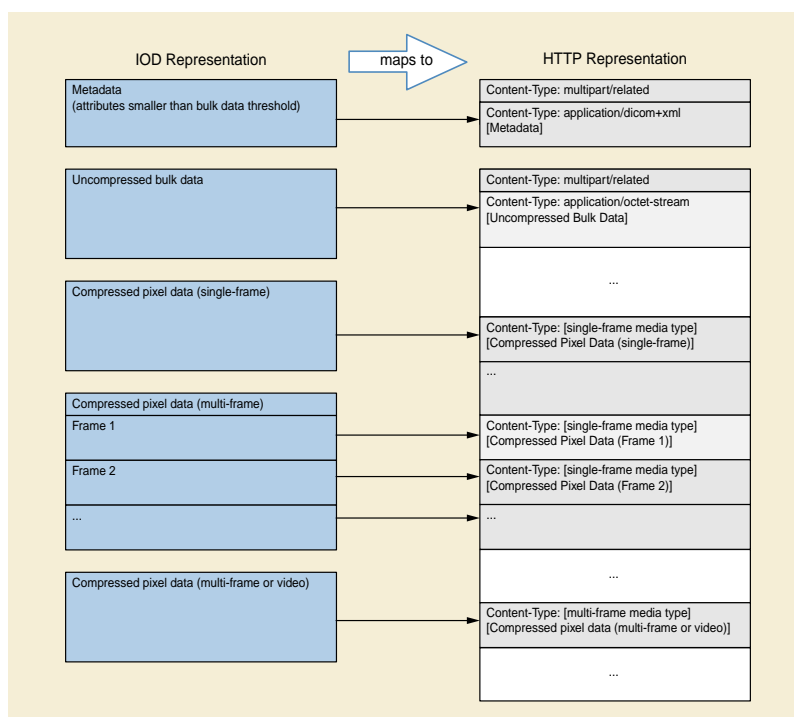 IOD Representation
maps to
HTTP Representation
Metadata
(attributes smaller than bulk data threshold)
Content-Type: multipart/related
Content-Type: application/dicom+xml
[Metadata]
Uncompressed bulk data
Content-Type: multipart/related
Content-Type: application/octet-stream
[Uncompressed Bulk Data]
...
Compressed pixel data (single-frame)
Content-Type: [single-frame media type]
[Compressed Pixel Data (single-frame)]
...
Compressed pixel data (multi-frame)
Frame 1
Content-Type: [single-frame media type]
[Compressed Pixel Data (Frame 1)]
Frame 2
Content-Type: [single-frame media type]
[Compressed Pixel Data (Frame 2)]
...
...
...
Compressed pixel data (multi-frame or video)
Content-Type: [multi-frame media type]
[Compressed pixel data (multi-frame or video)]
...